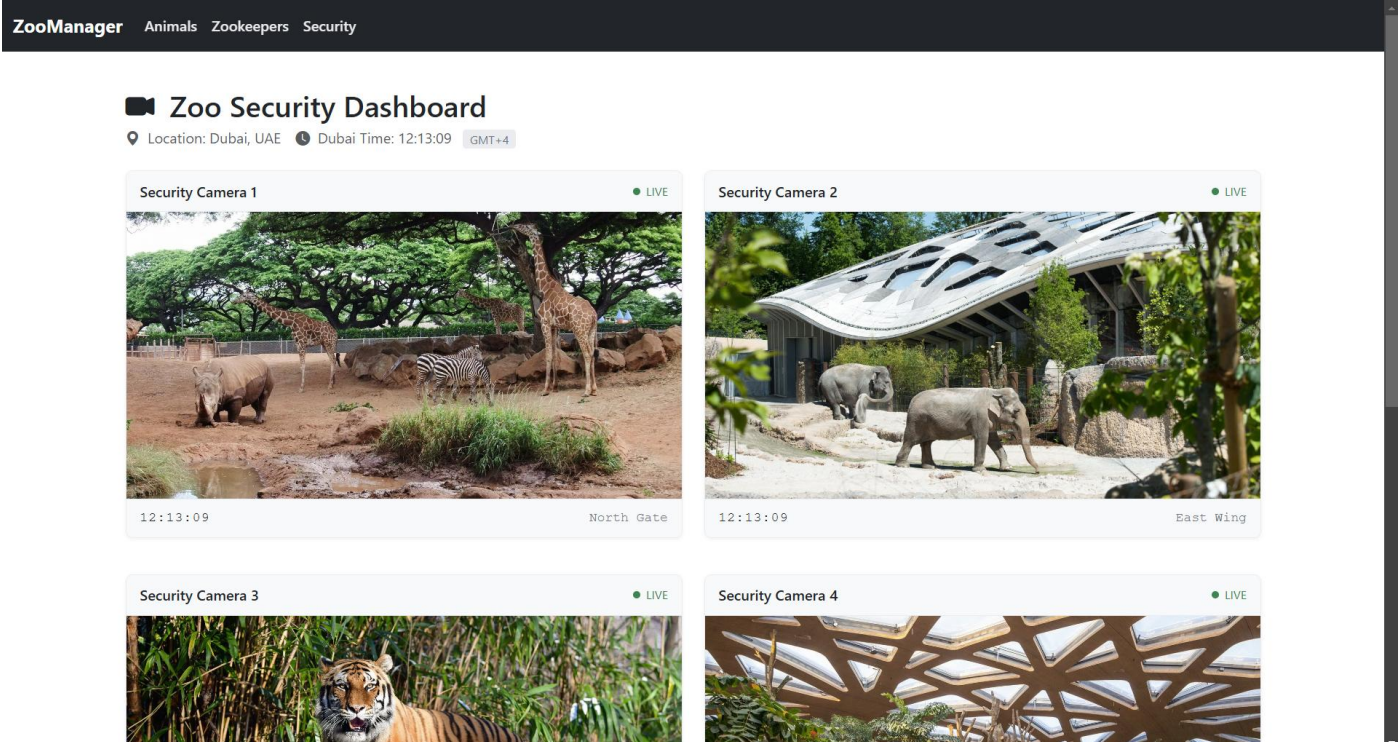 ZooManager Animals Zookeepers Security
Zoo Security Dashboard
Location: Dubai, UAE Dubai Time: 12:13:09 GMT+4
Security Camera 1 LIVE
12:13:09 North Gate
Security Camera 2 LIVE
12:13:09 East Wing
Security Camera 3 LIVE
Security Camera 4 LIVE